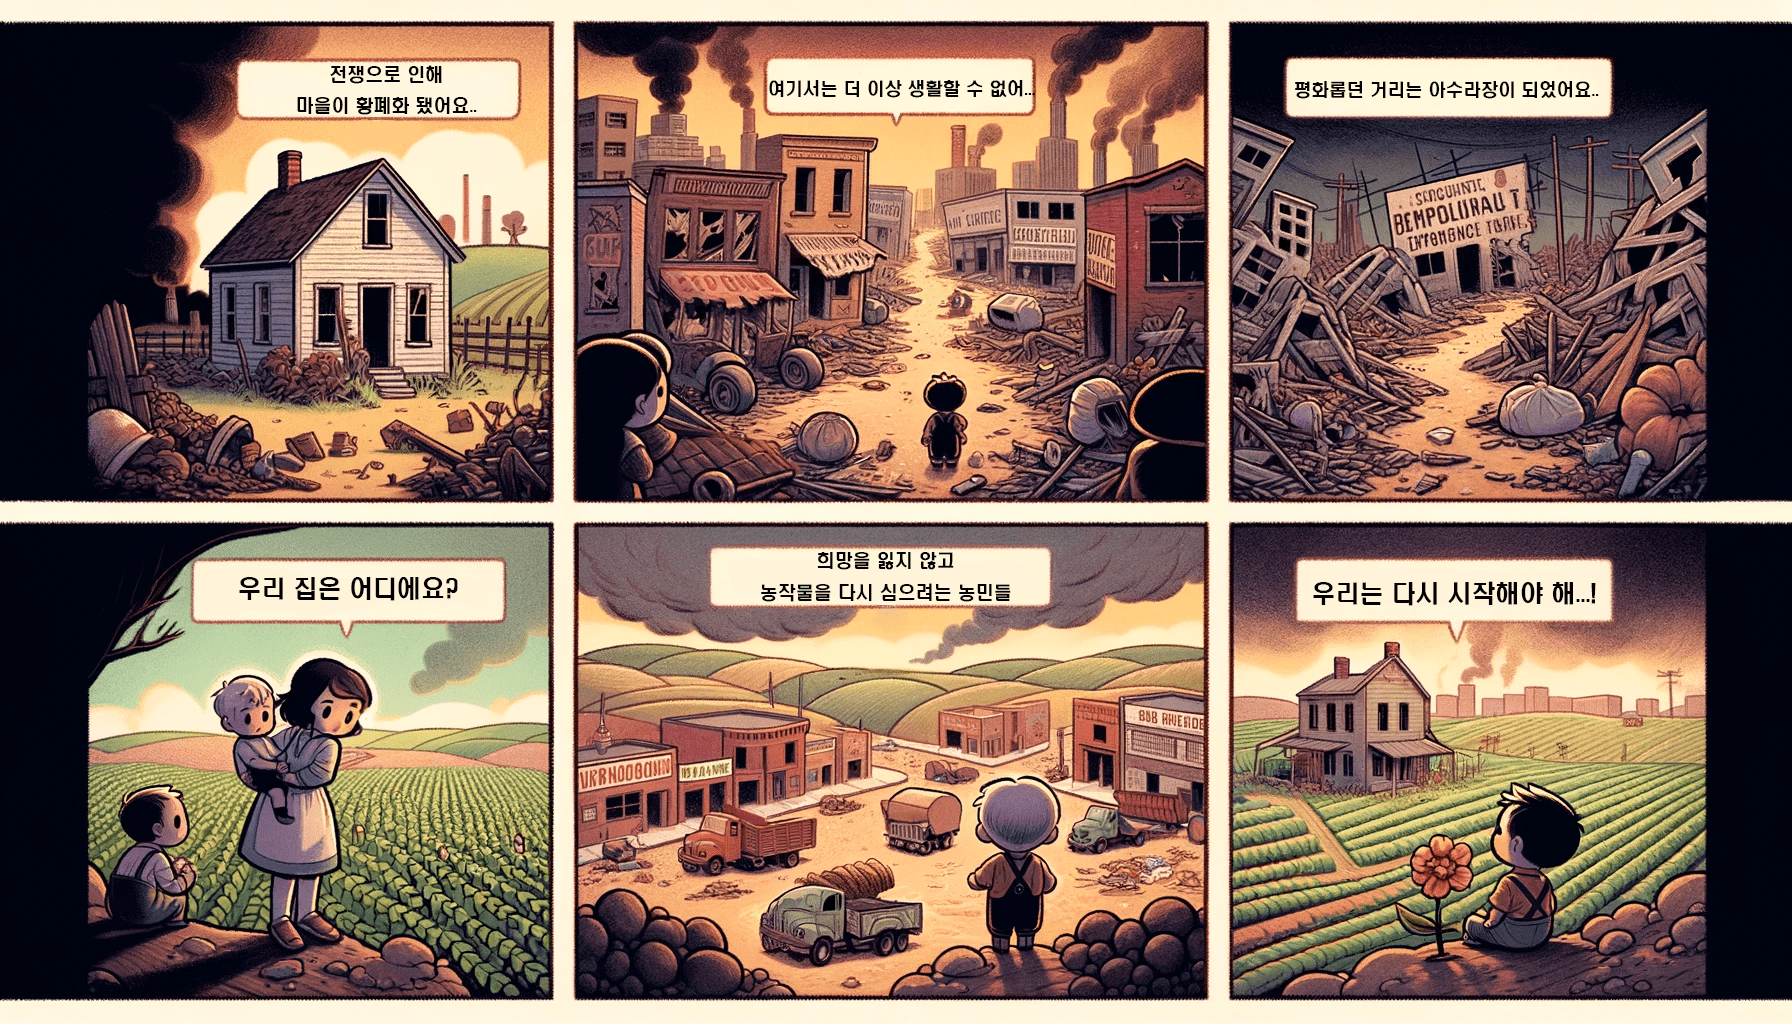 전쟁으로 인해
마을이 황폐화 됐어요..
여기서는 더 이상 생활할 수 없어...
평화롭던 거리는 아수라장이 되었어요..
BEMPOLURAU T
우리 집은 어디에요?
희망을 잃지 않고
농작물을 다시 심으려는 농민들
우리는 다시 시작해야 해...!